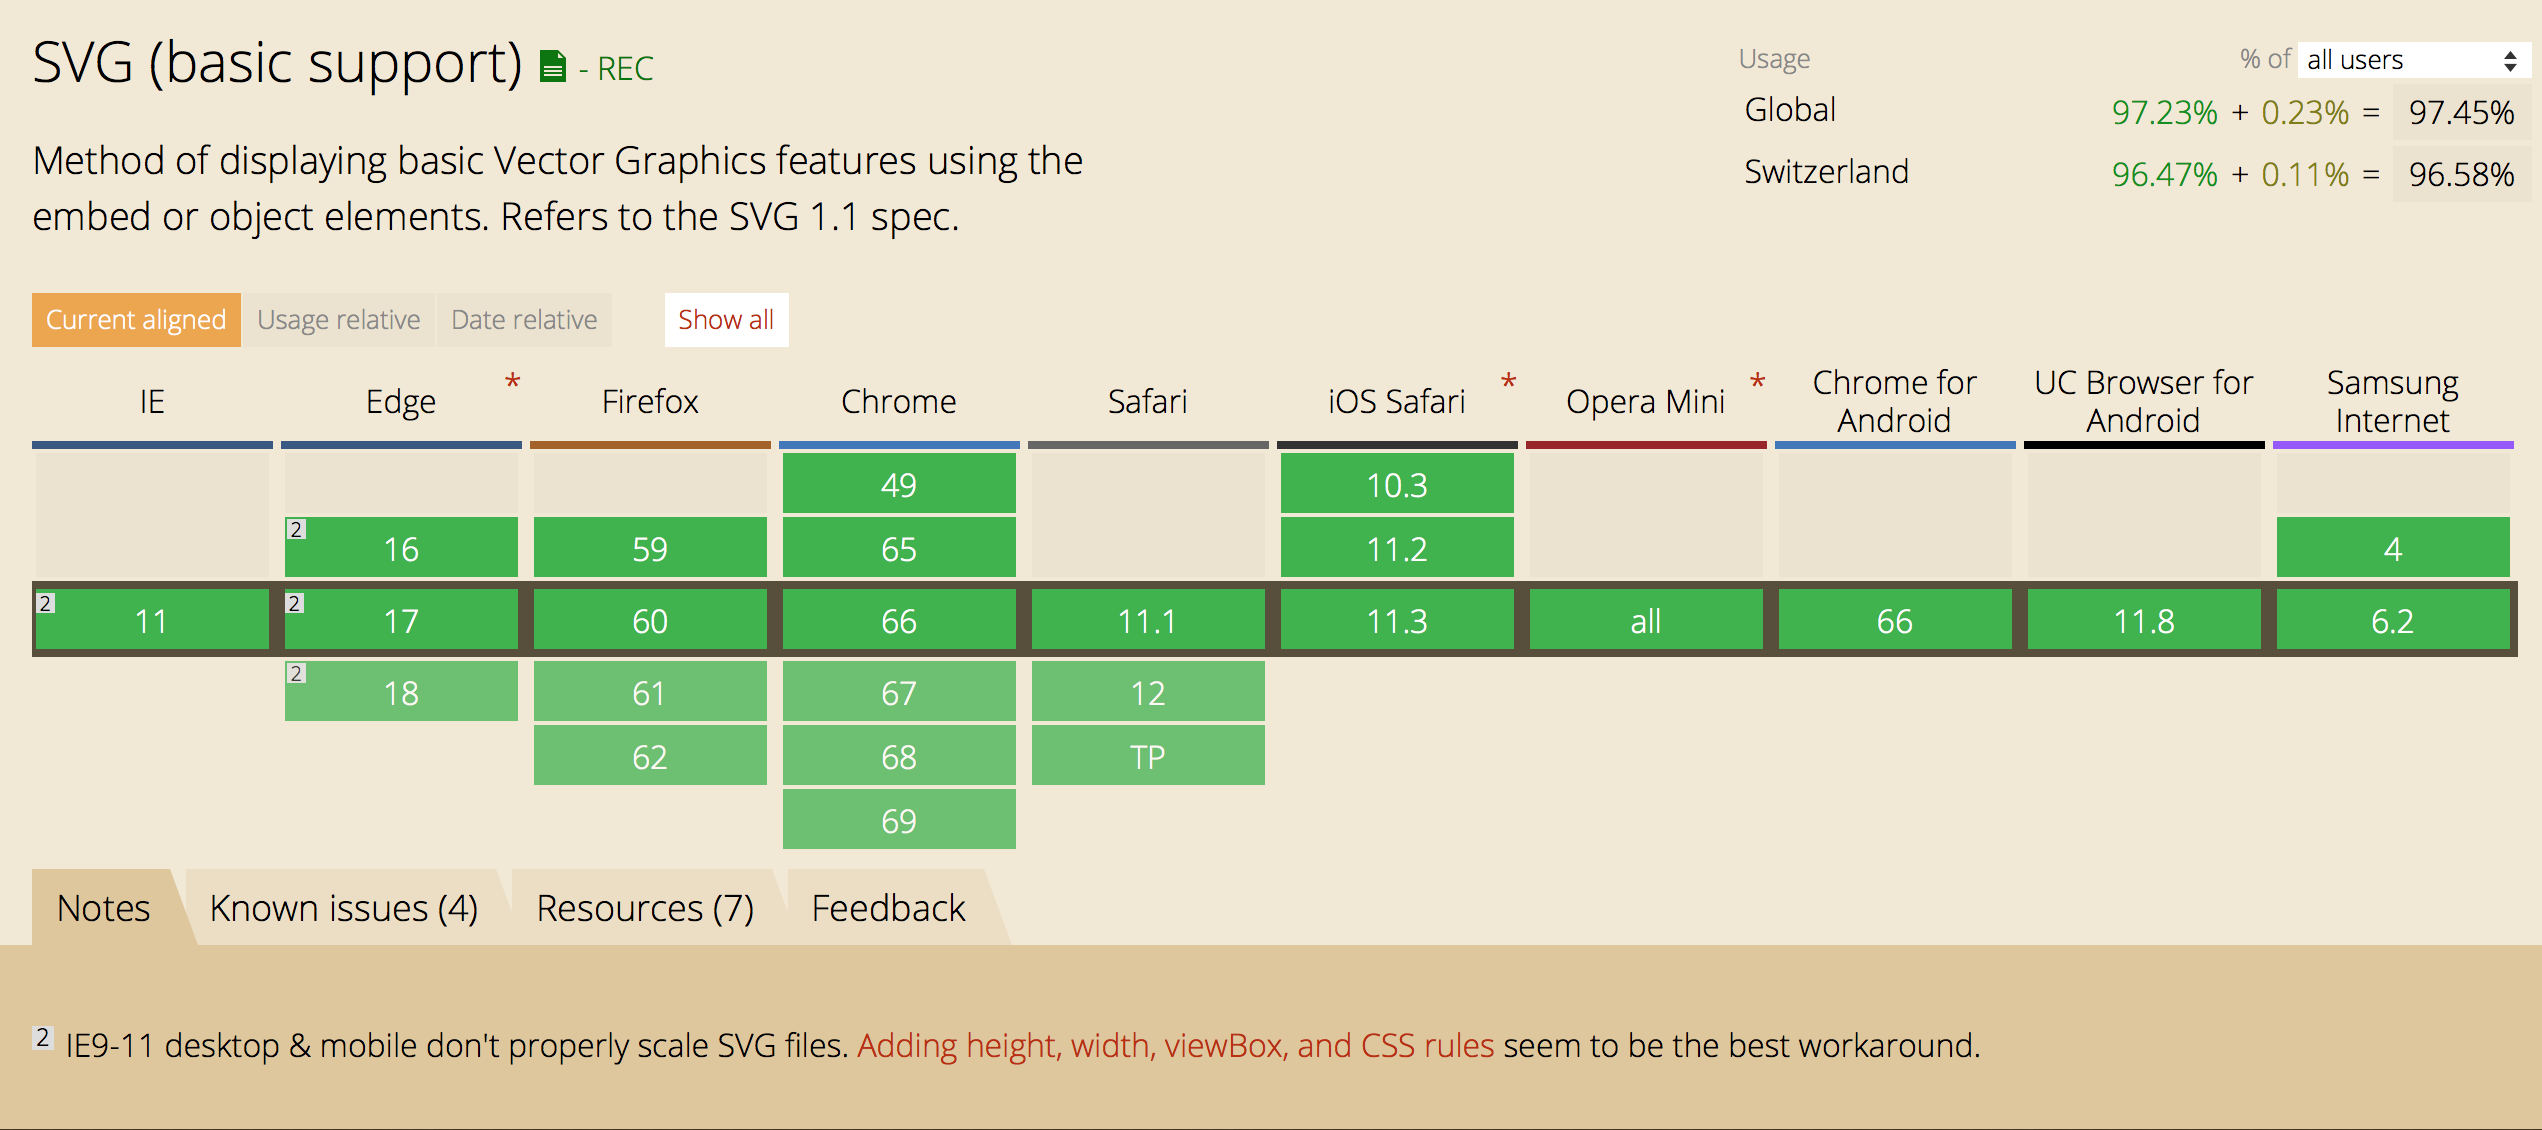 SVG (basic support) - REC
Usage % of all users
Global 97.23% + 0.23% = 97.45%
Switzerland 96.47% + 0.11% = 96.58%
Method of displaying basic Vector Graphics features using the
embed or object elements. Refers to the SVG 1.1 spec.
Current aligned Usage relative Date relative Show all
IE Edge * Firefox Chrome Safari iOS Safari * Opera Mini * Chrome for Android UC Browser for Android Samsung Internet
49 10.3
2 16 59 65 11.2 4
2 11 2 17 60 66 11.1 11.3 all 66 11.8 6.2
2 18 61 67 12
62 68 TP
69
Notes Known issues (4) Resources (7) Feedback
2 IE9-11 desktop & mobile don't properly scale SVG files. Adding height, width, viewBox, and CSS rules seem to be the best workaround.